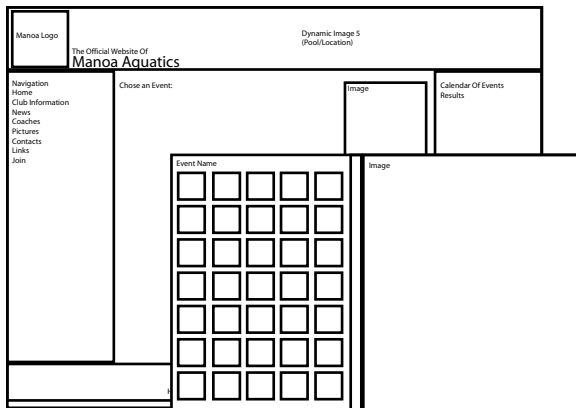 Manoa Logo
The Official Website Of
Manoa Aquatics
Dynamic Image 5
(Pool/Location)
Navigation
Home
Club Information
News
Coaches
Pictures
Contacts
Links
Join
Chose an Event:
Image
Calendar Of Events
Results
Event Name
Image